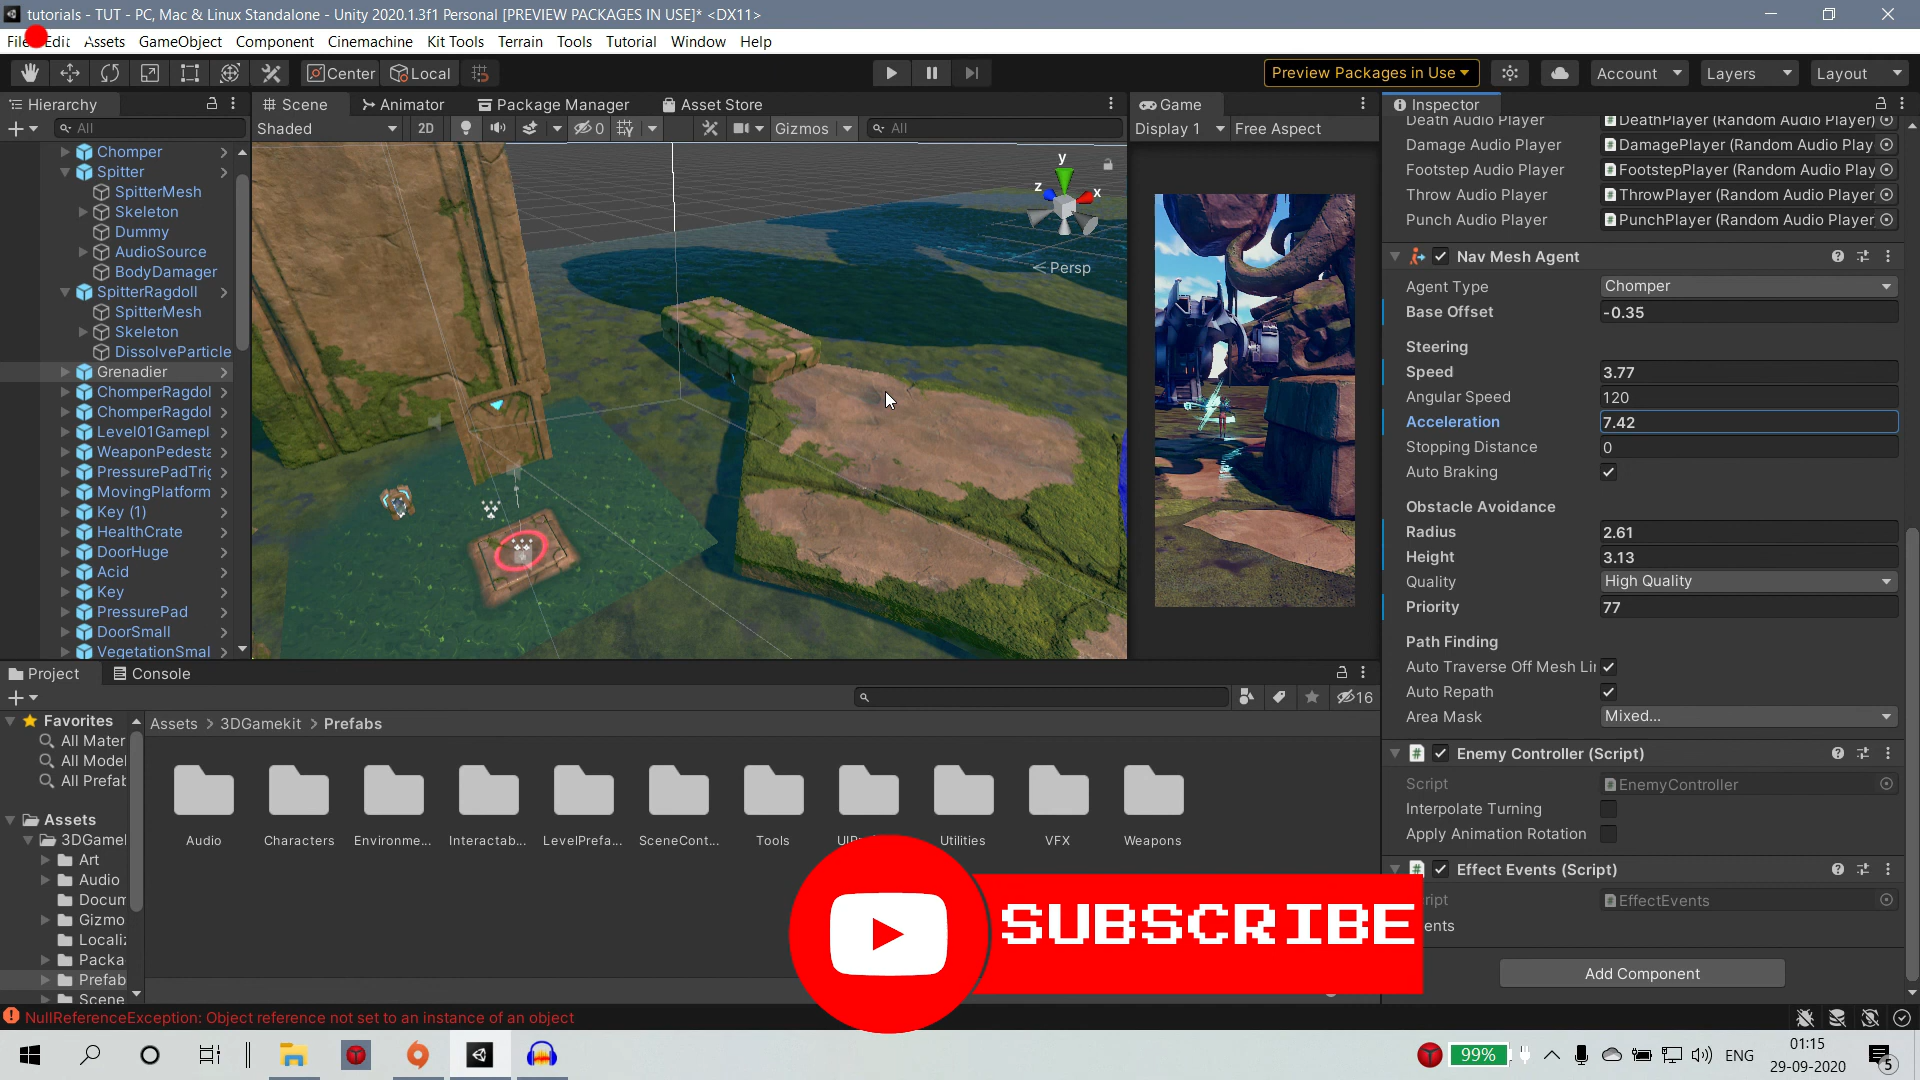 tutorials - TUT - PC, Mac & Linux Standalone - Unity 2020.1.3f1 Personal [PREVIEW PACKAGES IN USE]* <DX11>
File Edit Assets GameObject Component Cinemachine Kit Tools Terrain Tools Tutorial Window Help
Center Local Preview Packages in Use Account Layers Layout
Hierarchy
All
Chomper
Spitter
SpitterMesh
Skeleton
Dummy
AudioSource
BodyDamager
SpitterRagdoll
SpitterMesh
Skeleton
DissolveParticle
Grenadier
ChomperRagdol
ChomperRagdol
Level01Gamepl
WeaponPedesta
PressurePadTrig
MovingPlatform
Key (1)
HealthCrate
DoorHuge
Acid
Key
PressurePad
DoorSmall
VegetationSmal
Scene Animator Package Manager Asset Store
Shaded 2D 0 Gizmos All
y
z
x
Persp
Game
Display 1 Free Aspect
Inspector
Death Audio Player DeathPlayer (Random Audio Player)
Damage Audio Player DamagePlayer (Random Audio Play
Footstep Audio Player FootstepPlayer (Random Audio Play
Throw Audio Player ThrowPlayer (Random Audio Player
Punch Audio Player PunchPlayer (Random Audio Player
Nav Mesh Agent
Agent Type Chomper
Base Offset -0.35
Steering
Speed 3.77
Angular Speed 120
Acceleration 7.42
Stopping Distance 0
Auto Braking
Obstacle Avoidance
Radius 2.61
Height 3.13
Quality High Quality
Priority 77
Path Finding
Auto Traverse Off Mesh Lin
Auto Repath
Area Mask Mixed...
Enemy Controller (Script)
Script EnemyController
Interpolate Turning
Apply Animation Rotation
Effect Events (Script)
ript EffectEvents
ents
Add Component
Project Console
16
Favorites
All Mater
All Model
All Prefab
Assets
3DGamel
Art
Audio
Docum
Gizmo
Localiz
Packa
Prefab
Scene
Assets > 3DGamekit > Prefabs
Audio Characters Environme... Interactab... LevelPrefa... SceneCont... Tools Utilities VFX Weapons
SUBSCRIBE
NullReferenceException: Object reference not set to an instance of an object
99% ENG 01:15
29-09-2020
5